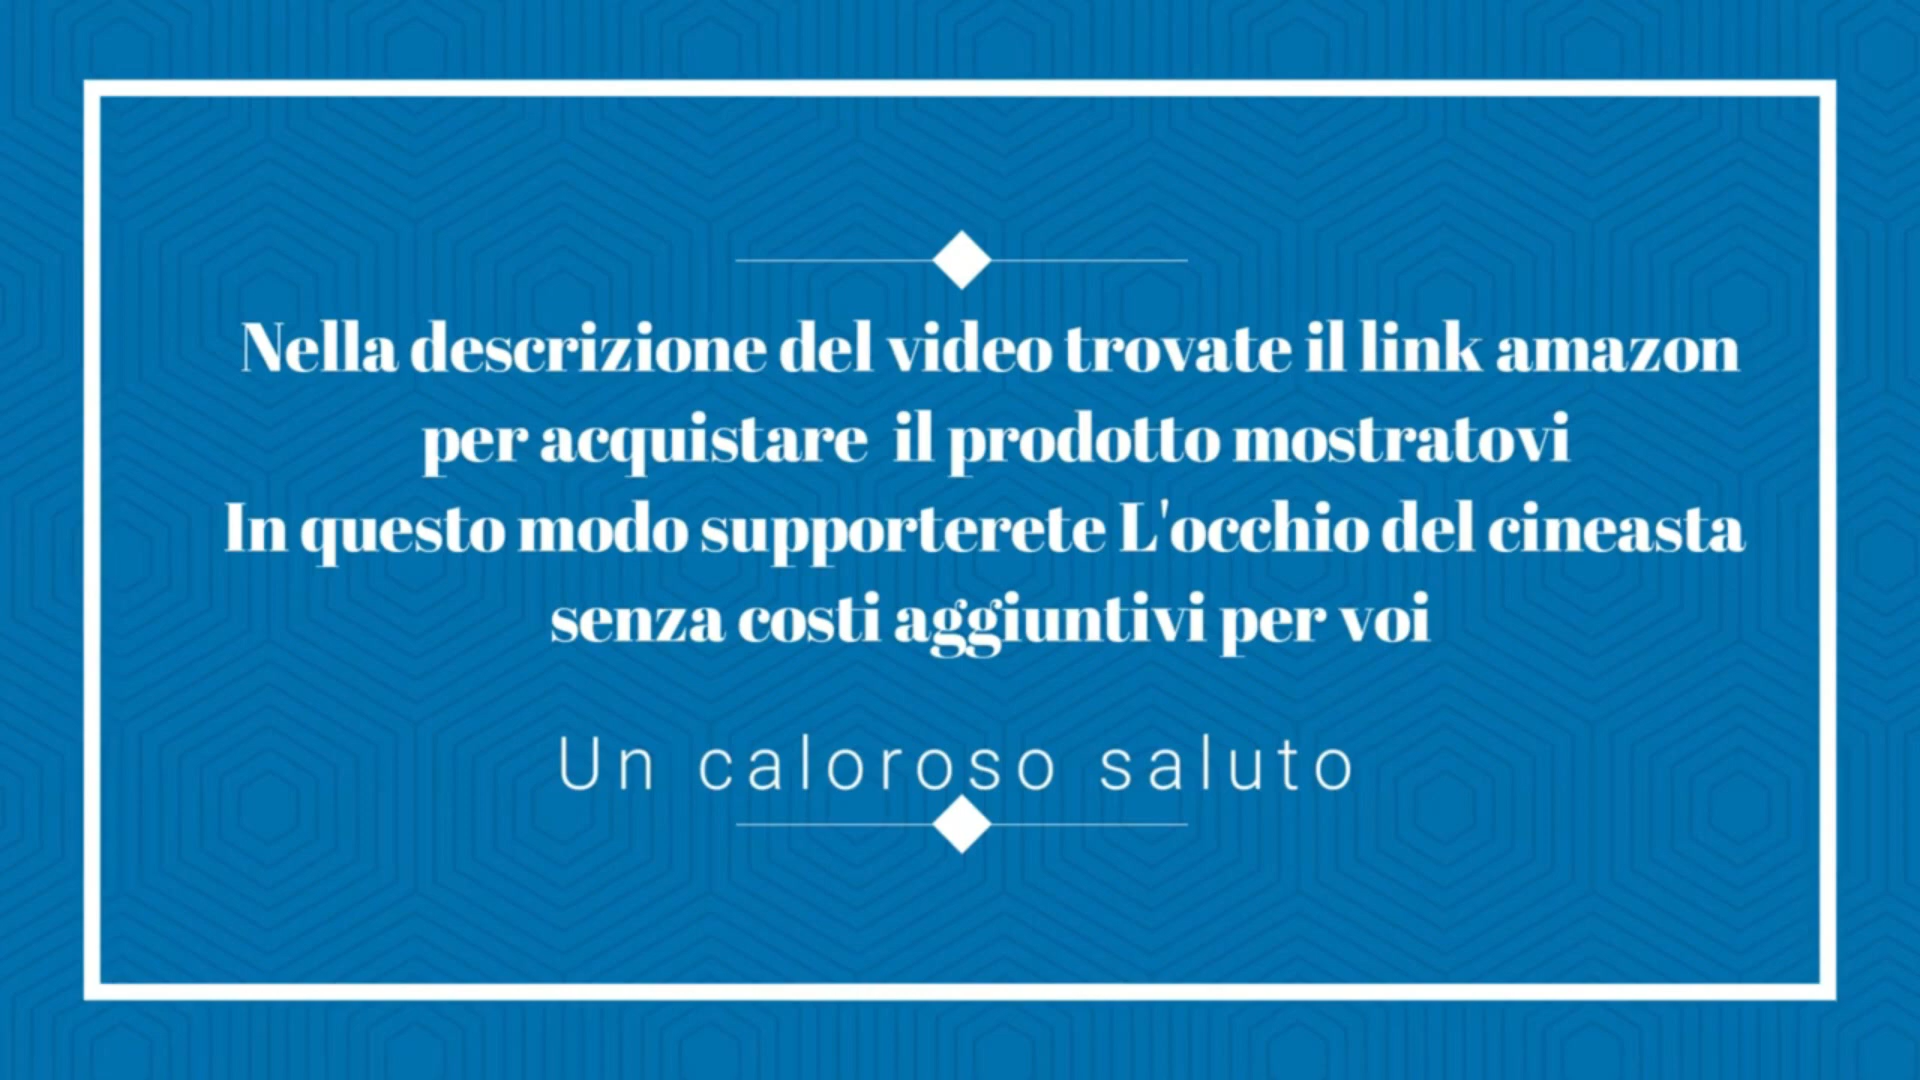 Nella descrizione del video trovate il link amazon
per acquistare il prodotto mostratovi
In questo modo supporterete L'occhio del cineasta
senza costi aggiuntivi per voi
Un caloroso saluto